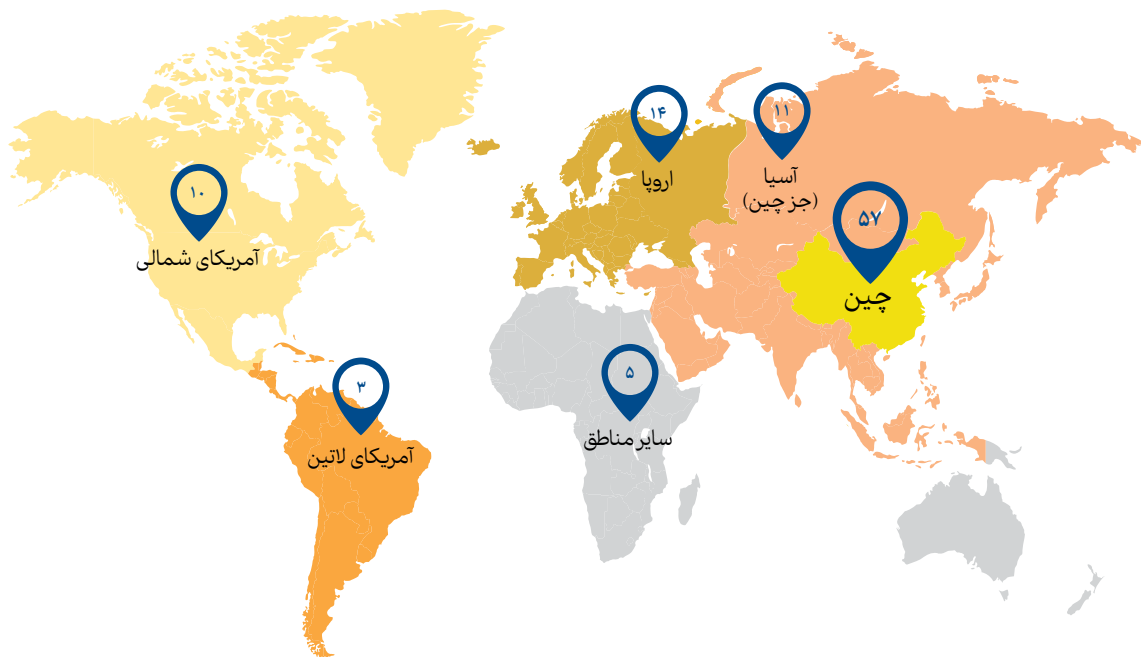 ۱۴
اروپا
۱۱
آسیا
(جز چین)
۱۰
آمریکای شمالی
۵۷
چین
۵
سایر مناطق
۳
آمریکای لاتین